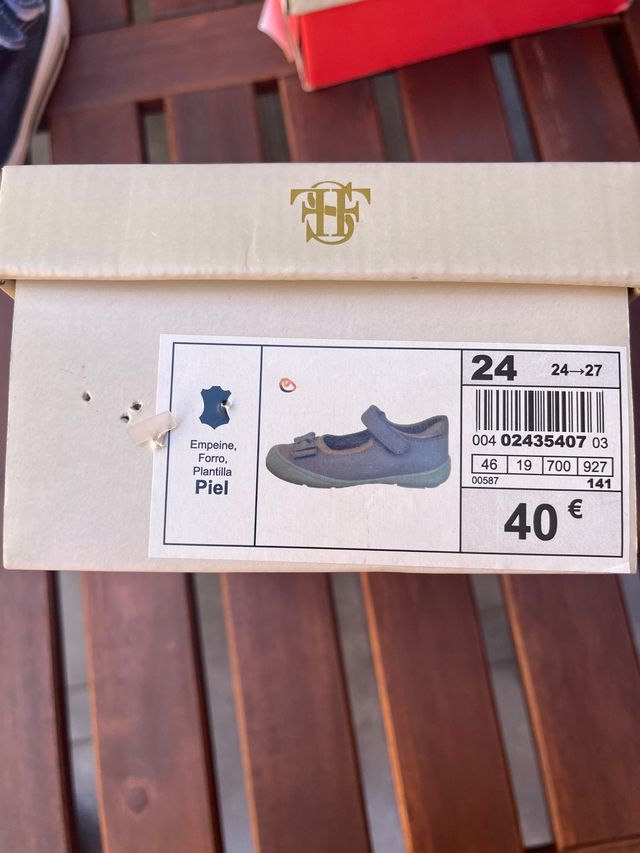 Empeine,
Forro,
Plantilla
Piel
24 24→27
004 02435407 03
46 19 700 927
00587 141
40 €